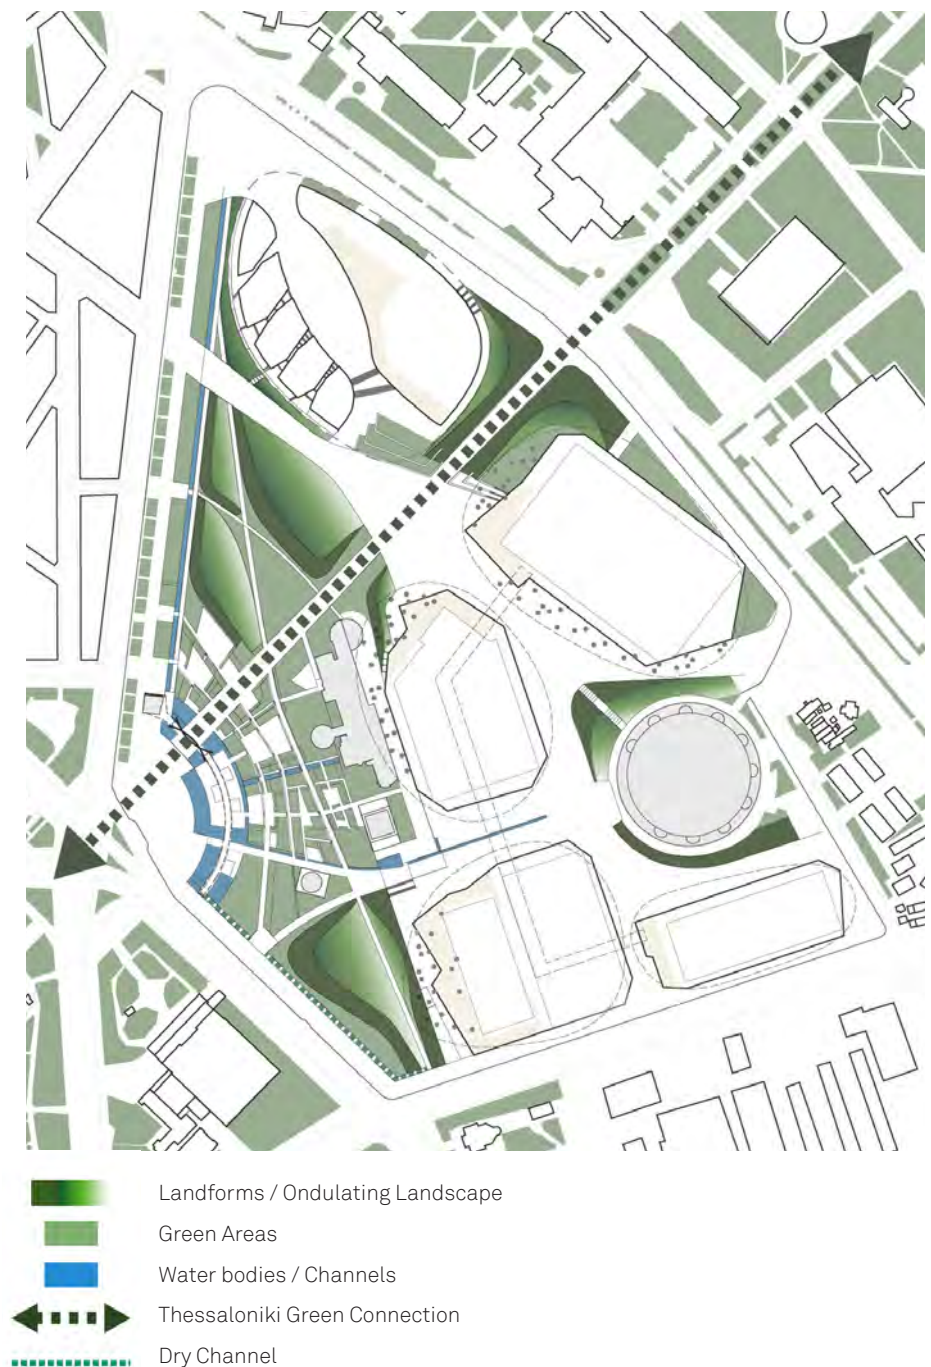 Landforms / Ondulating Landscape
Green Areas
Water bodies / Channels
Thessaloniki Green Connection
Dry Channel